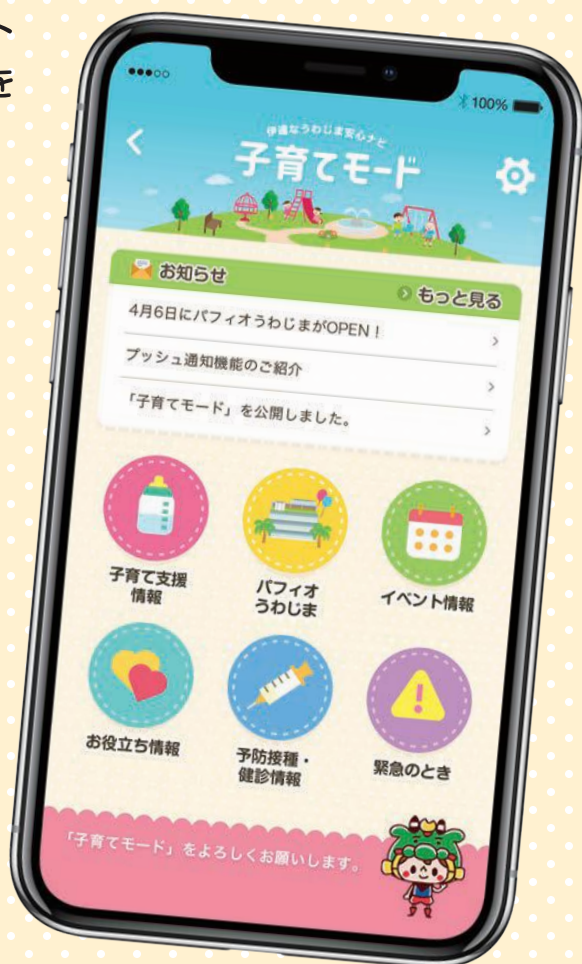 へ
を
100%
伊達なうわじま安心ナビ
子育てモード
お知らせ
もっと見る
4月6日にパフィオうわじまがOPEN!
プッシュ通知機能のご紹介
「子育てモード」を公開しました。
子育て支援
情報
パフィオ
うわじま
イベント情報
お役立ち情報
予防接種・
健診情報
緊急のとき
「子育てモード」をよろしくお願いします。